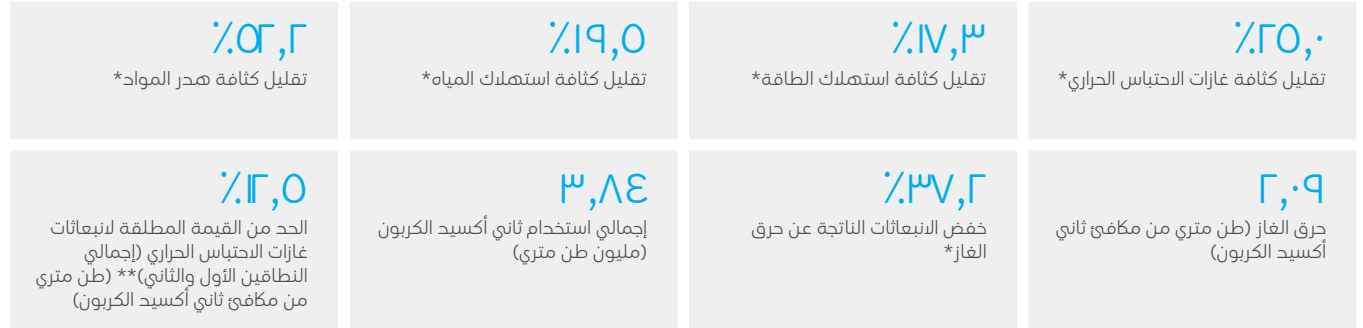 ٪٢٥,٠
تقليل كثافة غازات الاحتباس الحراري*
٪١٧,٣
تقليل كثافة استهلاك الطاقة*
٪١٩,٥
تقليل كثافة استهلاك المياه*
٪٥٢,٢
تقليل كثافة هدر المواد*
٢,٠٩
حرق الغاز (طن متري من مكافئ ثاني
أكسيد الكربون)
٪٣٧,٢
خفض الانبعاثات الناتجة عن حرق
الغاز*
٣,٨٤
إجمالي استخدام ثاني أكسيد الكربون
(مليون طن متري)
٪١٢,٥
الحد من القيمة المطلقة لانبعاثات
غازات الاحتباس الحراري (إجمالي
النطاقين الأول والثاني)** (طن متري
من مكافئ ثاني أكسيد الكربون)